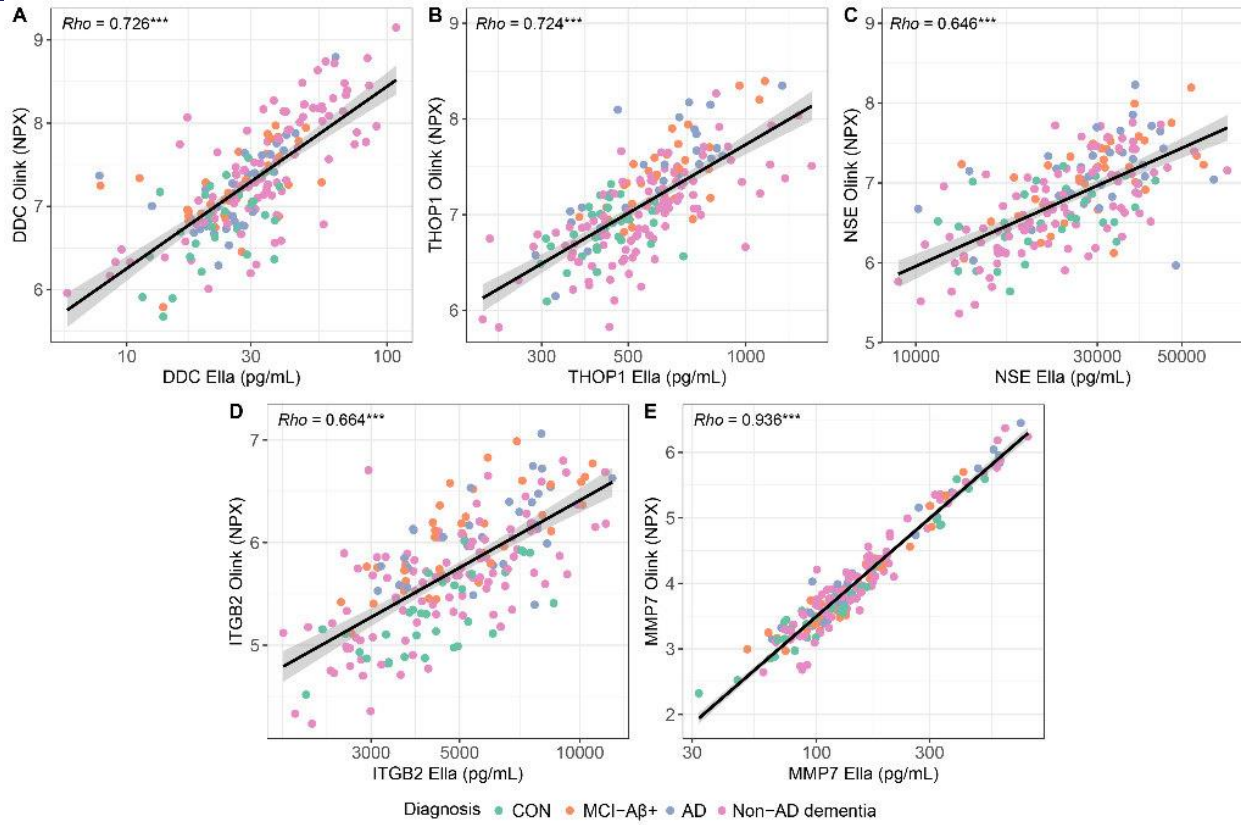 A
Rho = 0.726***
9
8
7
6
DDC Olink (NPX)
10
30
100
DDC Ella (pg/mL)
B
Rho = 0.724***
9
8
7
6
THOP1 Olink (NPX)
300
500
1000
THOP1 Ella (pg/mL)
C
Rho = 0.646***
9
8
7
6
5
NSE Olink (NPX)
10000
30000
50000
NSE Ella (pg/mL)
D
Rho = 0.664***
7
6
5
ITGB2 Olink (NPX)
3000
5000
10000
ITGB2 Ella (pg/mL)
E
Rho = 0.936***
6
5
4
3
2
MMP7 Olink (NPX)
30
100
300
MMP7 Ella (pg/mL)
Diagnosis CON MCI−Aβ+ AD Non−AD dementia